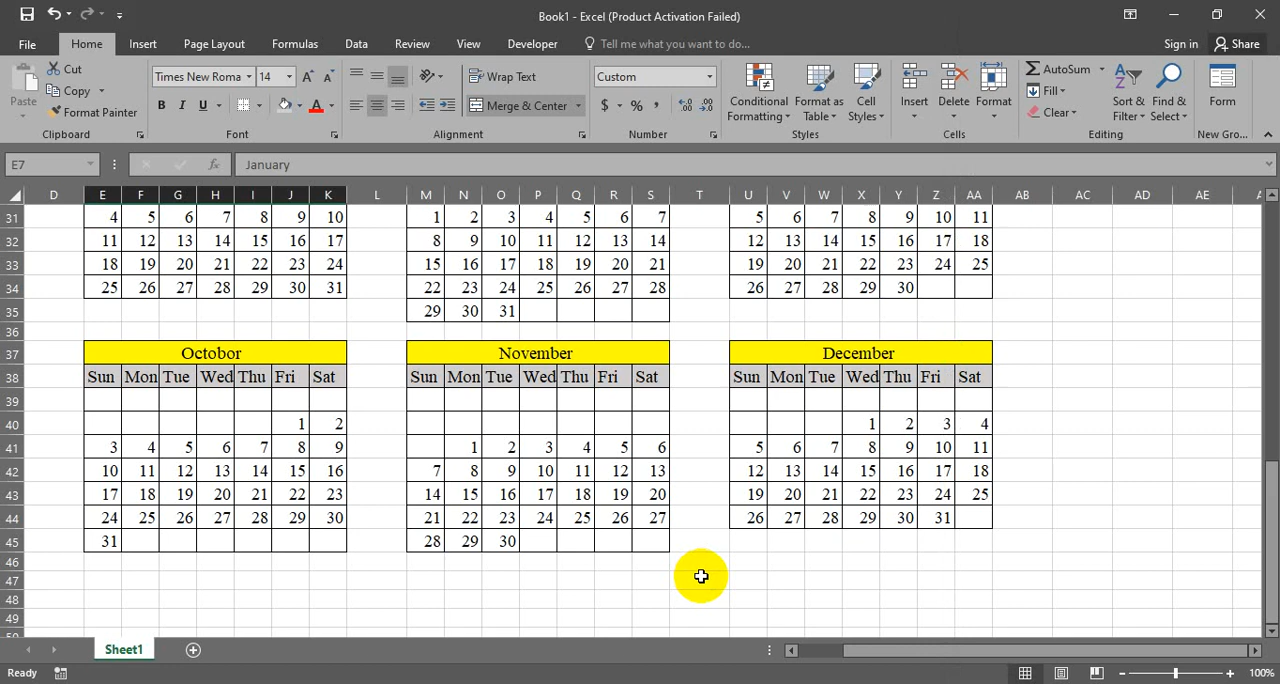 Book1 - Excel (Product Activation Failed)
File Home Insert Page Layout Formulas Data Review View Developer Tell me what you want to do... Sign in Share
Paste Cut Copy Format Painter Clipboard
Times New Roma 14 A A B I U A Font
Wrap Text Merge & Center Alignment
Custom $ % , Number
Conditional Formatting Format as Table Cell Styles Styles
Insert Delete Format Cells
AutoSum Fill Clear Sort & Filter Find & Select Editing
Form New Gro...
E7 fx January
D E F G H I J K L M N O P Q R S T U V W X Y Z AA AB AC AD AE
31 4 5 6 7 8 9 10 1 2 3 4 5 6 7 5 6 7 8 9 10 11
32 11 12 13 14 15 16 17 8 9 10 11 12 13 14 12 13 14 15 16 17 18
33 18 19 20 21 22 23 24 15 16 17 18 19 20 21 19 20 21 22 23 24 25
34 25 26 27 28 29 30 31 22 23 24 25 26 27 28 26 27 28 29 30
35 29 30 31
36
37 Octobor November December
38 Sun Mon Tue Wed Thu Fri Sat Sun Mon Tue Wed Thu Fri Sat Sun Mon Tue Wed Thu Fri Sat
39
40 1 2 1 2 3 4
41 3 4 5 6 7 8 9 1 2 3 4 5 6 5 6 7 8 9 10 11
42 10 11 12 13 14 15 16 7 8 9 10 11 12 13 12 13 14 15 16 17 18
43 17 18 19 20 21 22 23 14 15 16 17 18 19 20 19 20 21 22 23 24 25
44 24 25 26 27 28 29 30 21 22 23 24 25 26 27 26 27 28 29 30 31
45 31 28 29 30
46
47
48
49
Sheet1
Ready 100%